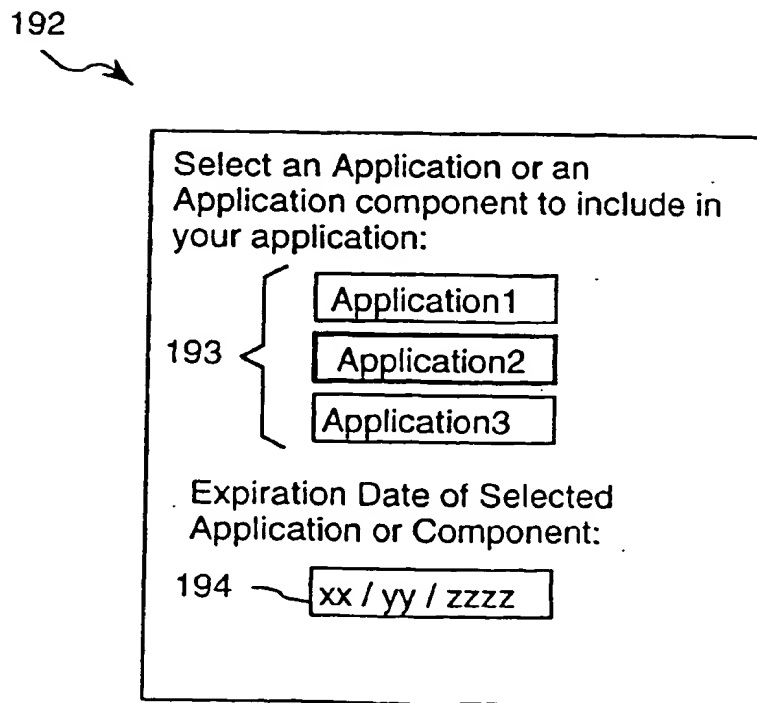 192
Select an Application or an
Application component to include in
your application:
Application1
193
Application2
Application3
Expiration Date of Selected
Application or Component:
194
xx / yy / zzzz